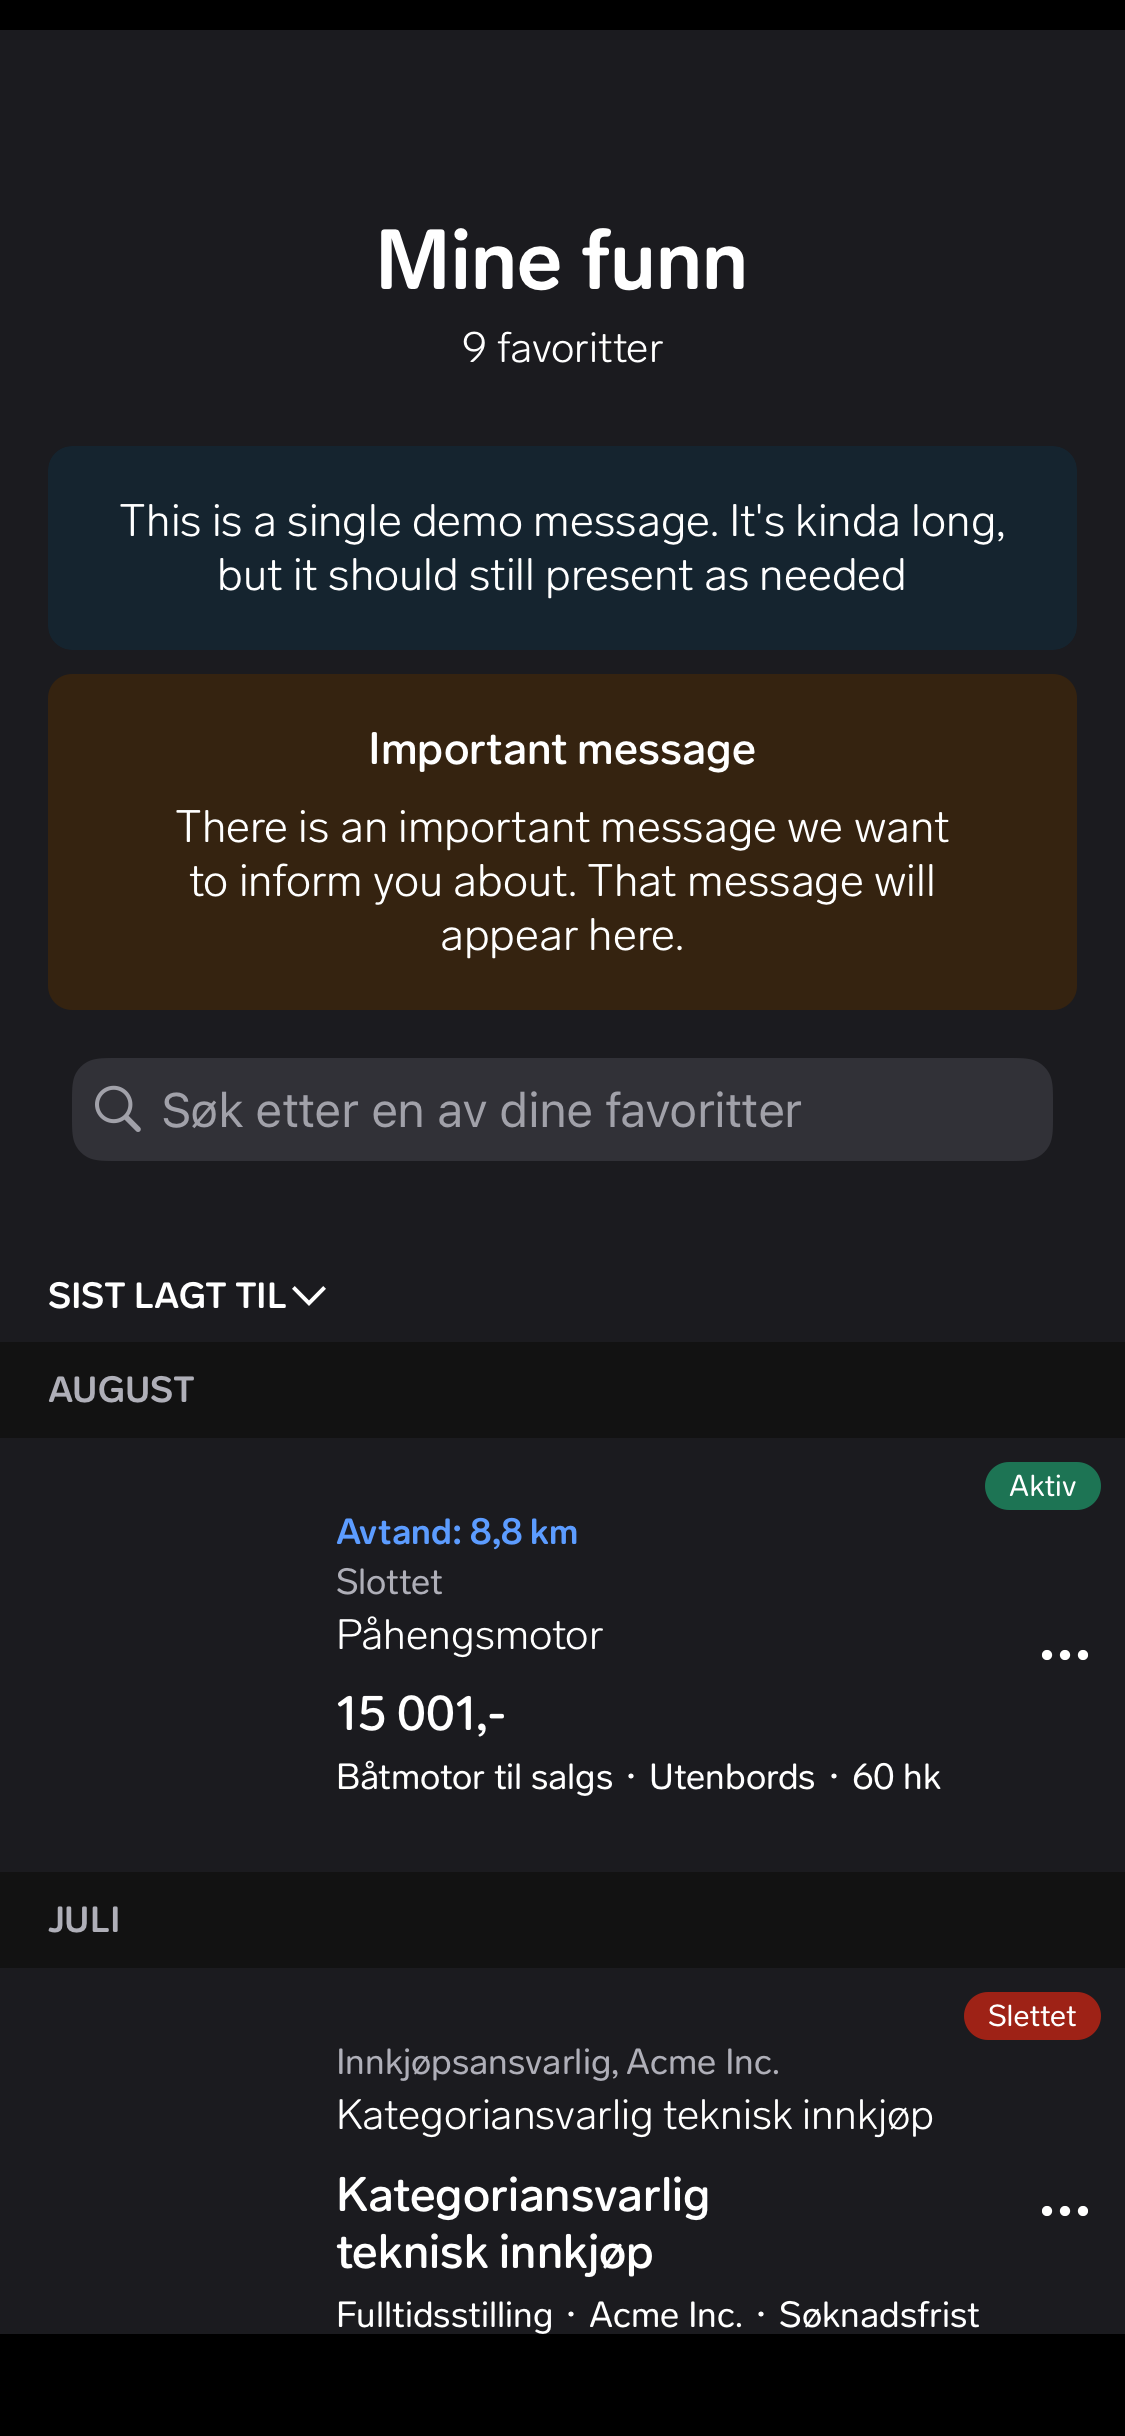 Mine funn
9 favoritter
This is a single demo message. It's kinda long,
but it should still present as needed
Important message
There is an important message we want
to inform you about. That message will
appear here.
Søk etter en av dine favoritter
SIST LAGT TIL
AUGUST
Aktiv
Avtand: 8,8 km
Slottet
Påhengsmotor
15 001,-
Båtmotor til salgs · Utenbords · 60 hk
JULI
Slettet
Innkjøpsansvarlig, Acme Inc.
Kategoriansvarlig teknisk innkjøp
Kategoriansvarlig
teknisk innkjøp
Fulltidsstilling · Acme Inc. · Søknadsfrist